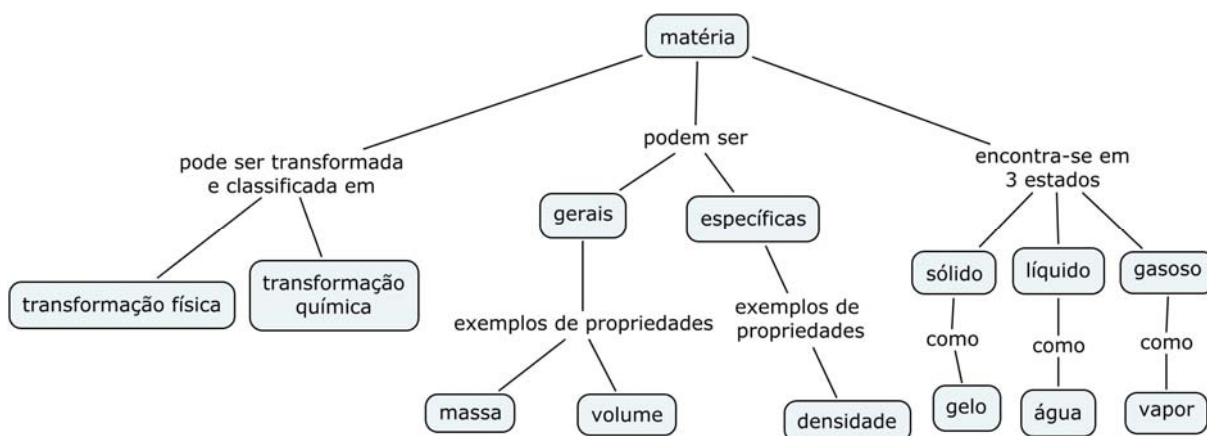 matéria
pode ser transformada
e classificada em
podem ser
encontra-se em
3 estados
gerais
específicas
transformação física
transformação
química
sólido
líquido
gasoso
exemplos de propriedades
exemplos de
propriedades
como
como
como
massa
volume
densidade
gelo
água
vapor